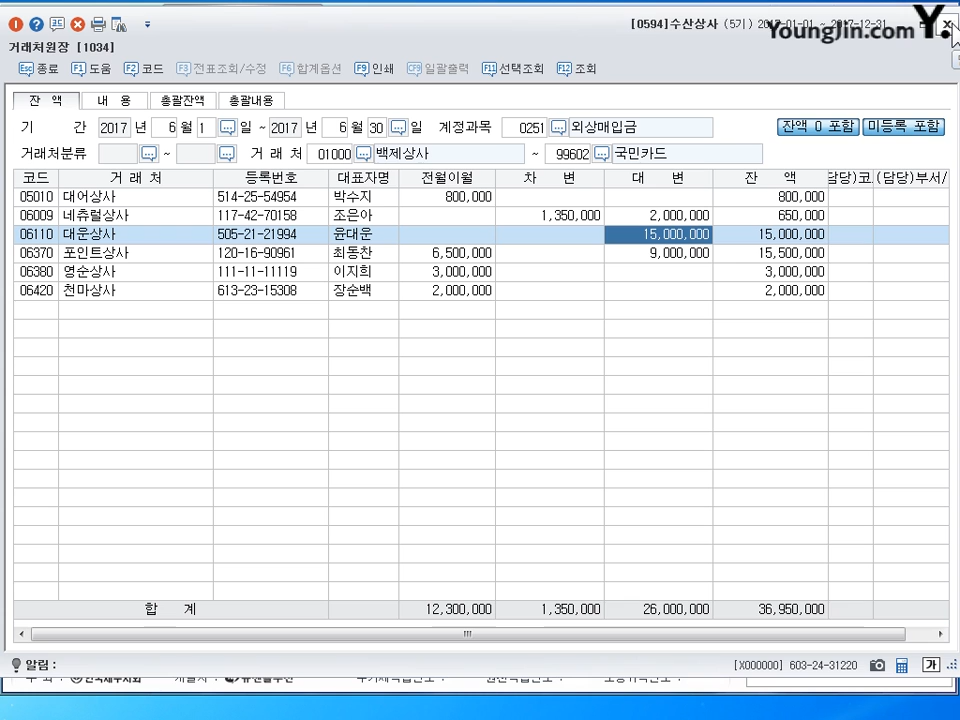 [0594]수산상사 (5기) 2017-01-01 ~ 2017-12-31
YoungJin.com Y.
거래처원장 [1034]
Esc 종료 F1 도움 F2 코드 F3 전표조회/수정 F6 합계옵션 F9 인쇄 CF9 일괄출력 F11 선택조회 F12 조회
잔 액 내 용 총괄잔액 총괄내용
기 간 2017 년 6 월 1 일 ~ 2017 년 6 월 30 일 계정과목 0251 외상매입금 잔액 0 포함 미등록 포함
거래처분류 ~ 거 래 처 01000 백제상사 ~ 99602 국민카드
코드 거 래 처 등록번호 대표자명 전월이월 차 변 대 변 잔 액 담당)코 (담당)부서/
05010 대어상사 514-25-54954 박수지 800,000 800,000
06009 네츄럴상사 117-42-70158 조은아 1,350,000 2,000,000 650,000
06110 대운상사 505-21-21994 윤대운 15,000,000 15,000,000
06370 포인트상사 120-16-90961 최동찬 6,500,000 9,000,000 15,500,000
06380 영순상사 111-11-11119 이지희 3,000,000 3,000,000
06420 천마상사 613-23-15308 장순백 2,000,000 2,000,000
합 계 12,300,000 1,350,000 26,000,000 36,950,000
알림 :
[X000000] 603-24-31220 가